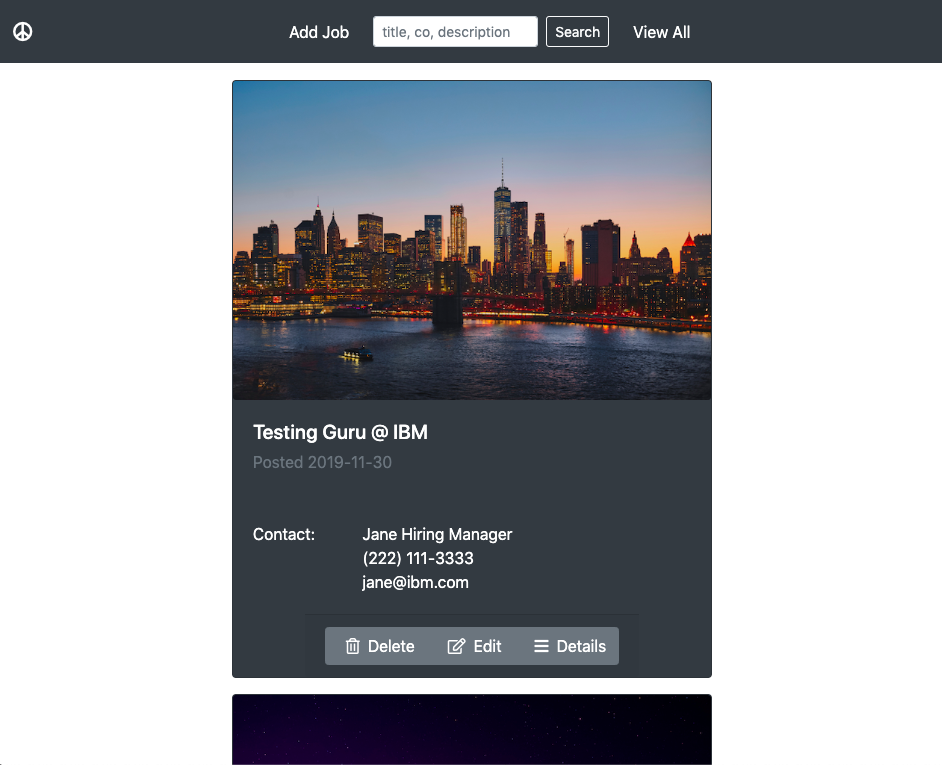 Add Job title, co, description Search View All
Testing Guru @ IBM
Posted 2019-11-30
Contact: Jane Hiring Manager
(222) 111-3333
jane@ibm.com
Delete Edit Details